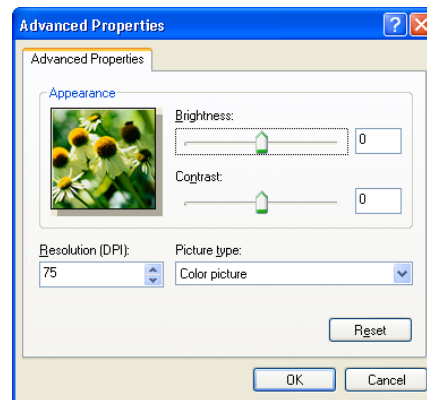 Advanced Properties
Advanced Properties
Appearance
Brightness:
0
Contrast:
0
Resolution (DPI):
Picture type:
75
Color picture
Reset
OK
Cancel